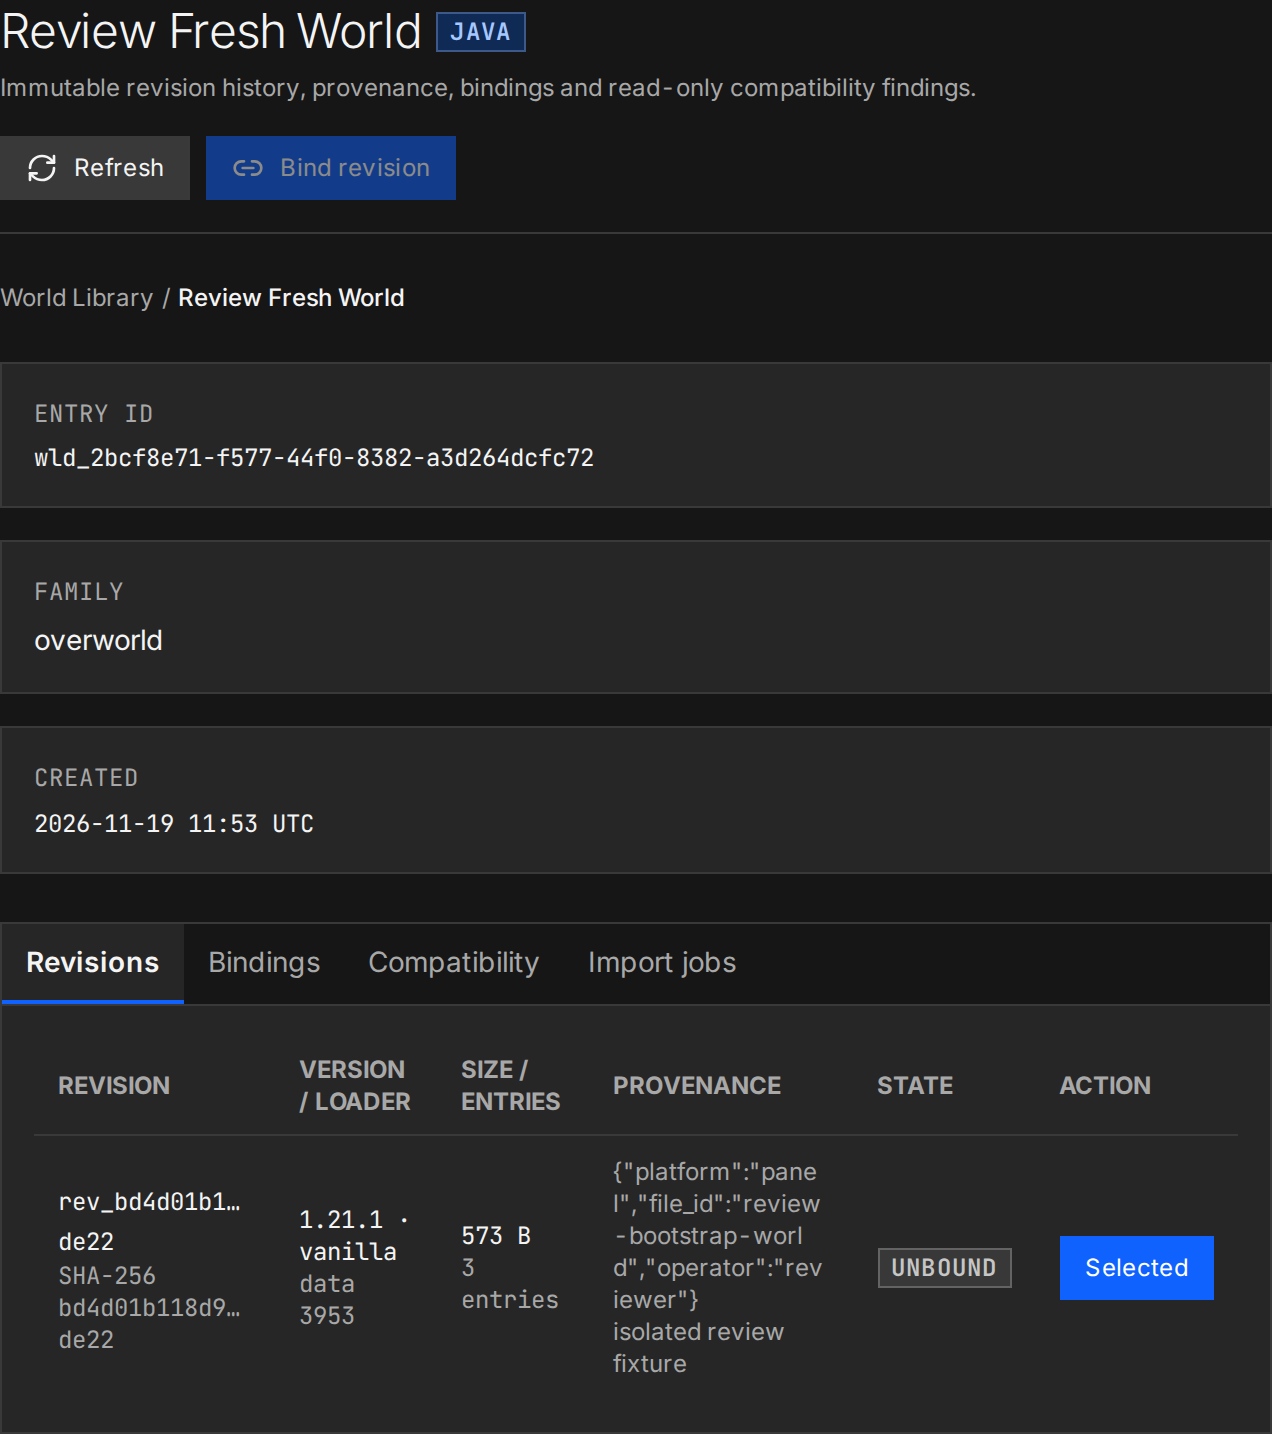 Review Fresh World JAVA
Immutable revision history, provenance, bindings and read-only compatibility findings.
Refresh Bind revision
World Library / Review Fresh World
ENTRY ID
wld_2bcf8e71-f577-44f0-8382-a3d264dcfc72
FAMILY
overworld
CREATED
2026-11-19 11:53 UTC
Revisions Bindings Compatibility Import jobs
REVISION
VERSION
/ LOADER
SIZE /
ENTRIES
PROVENANCE
STATE
ACTION
rev_bd4d01b1…
de22
SHA-256
bd4d01b118d9…
de22
1.21.1 ·
vanilla
data
3953
573 B
3
entries
{"platform":"pane
l","file_id":"review
-bootstrap-worl
d","operator":"rev
iewer"}
isolated review
fixture
UNBOUND
Selected